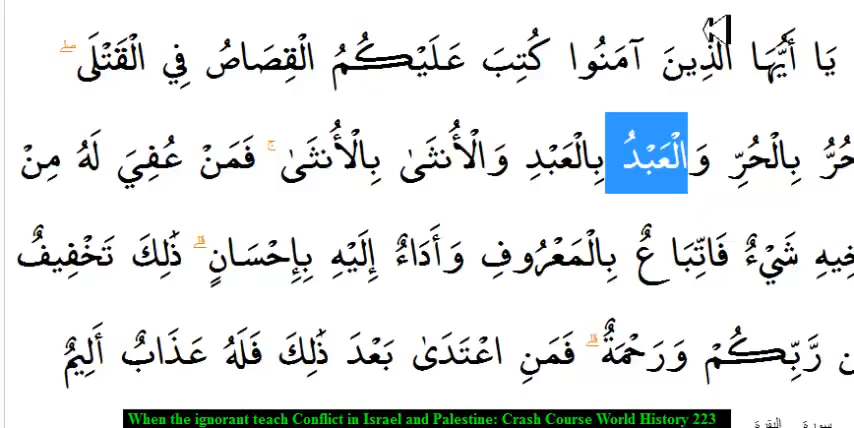 يَا أَيُّهَا الَّذِينَ آمَنُوا كُتِبَ عَلَيْكُمُ الْقِصَاصُ فِي الْقَتْلَى ۖ
حُرُّ بِالْحُرِّ وَالْعَبْدُ بِالْعَبْدِ وَالْأُنثَىٰ بِالْأُنثَىٰ ۚ فَمَنْ عُفِيَ لَهُ مِنْ
خِيهِ شَيْءٌ فَاتِّبَاعٌ بِالْمَعْرُوفِ وَأَدَاءٌ إِلَيْهِ بِإِحْسَانٍ ۗ ذَٰلِكَ تَخْفِيفٌ
ن رَّبِّكُمْ وَرَحْمَةٌ ۗ فَمَنِ اعْتَدَىٰ بَعْدَ ذَٰلِكَ فَلَهُ عَذَابٌ أَلِيمٌ
When the ignorant teach Conflict in Israel and Palestine: Crash Course World History 223
سورة البقرة